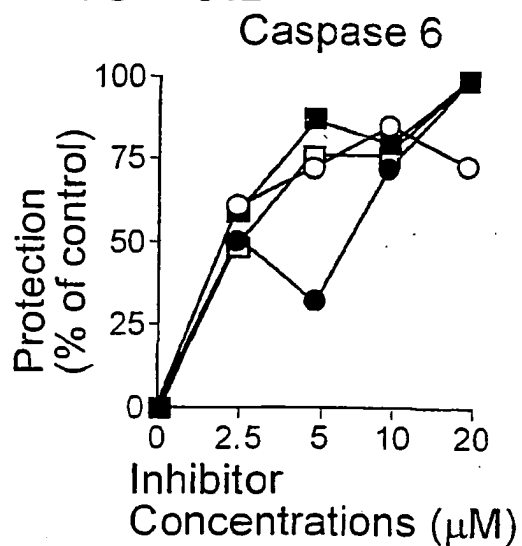 Caspase 6
100
75
50
25
0
Protection
(% of control)
0 2.5 5 10 20
Inhibitor
Concentrations (μM)